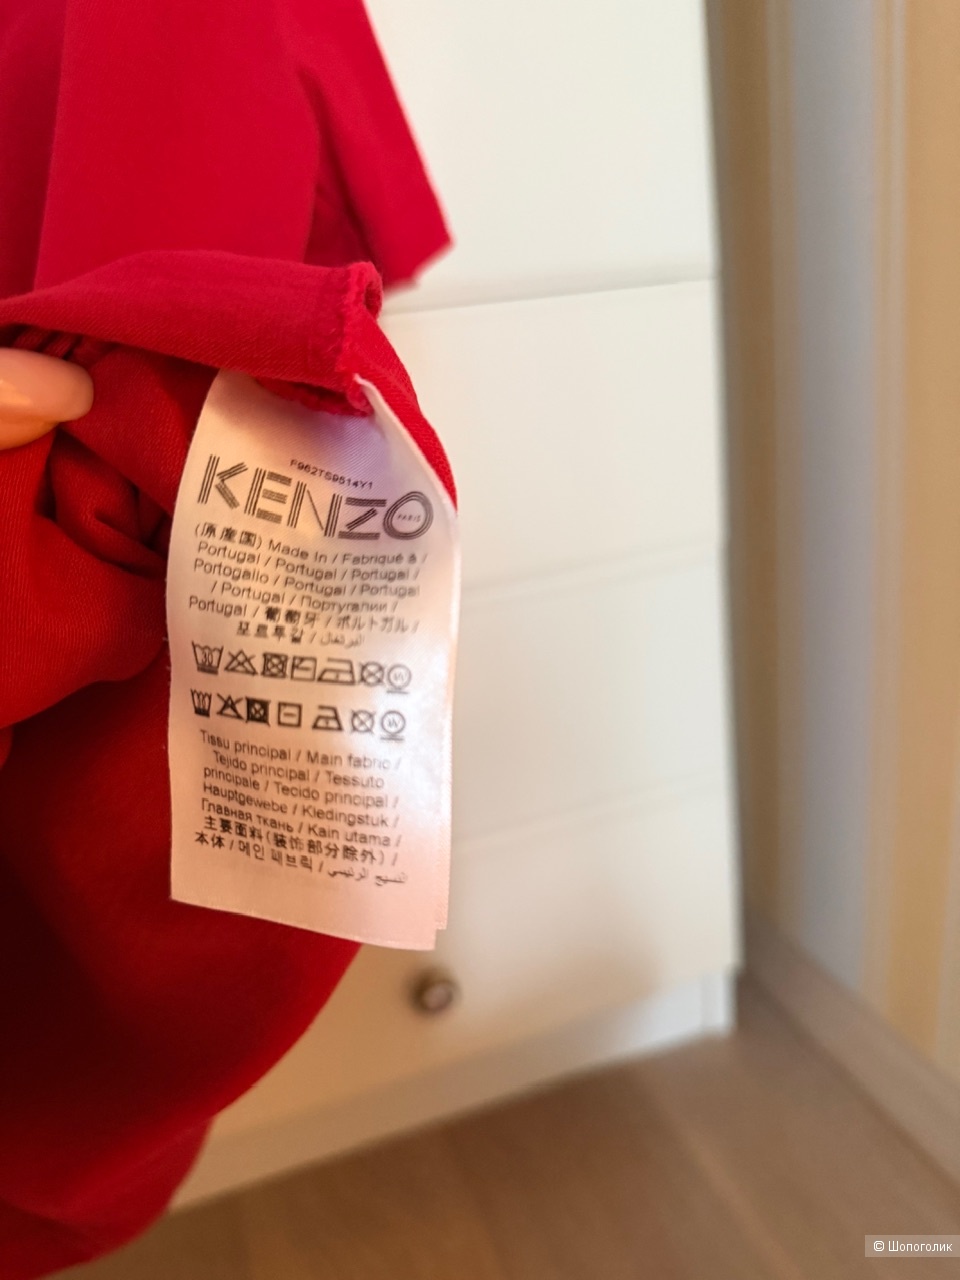 F962TS9514Y1
KENZO
PARIS
(原産国) Made In / Fabriqué à /
Portugal / Portugal / Portugal /
Portogallo / Portugal / Portugal
/ Portugal / Португалии /
Portugal / 葡萄牙 / ポルトガル /
포르투갈 / البرتغال
30
Tissu principal / Main fabric /
Tejido principal / Tessuto
principale / Tecido principal /
Hauptgewebe / Kledingstuk /
Главная ткань / Kain utama /
主要面料(装饰部分除外) /
本体 / 메인 패브릭 / النسيج الرئيسي
© Шопоголик